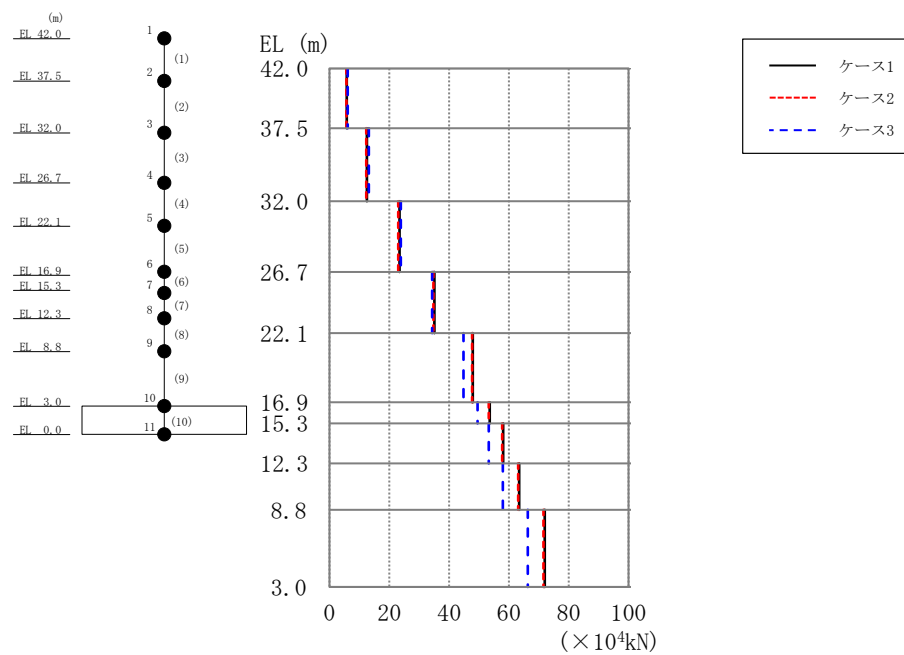 (m)
EL 42.0
EL 37.5
EL 32.0
EL 26.7
EL 22.1
EL 16.9
EL 15.3
EL 12.3
EL 8.8
EL 3.0
EL 0.0
1
(1)
2
(2)
3
(3)
4
(4)
5
(5)
6
(6)
7
(7)
8
(8)
9
(9)
10
(10)
11
EL (m)
42.0
37.5
32.0
26.7
22.1
16.9
15.3
12.3
8.8
3.0
0 20 40 60 80 100
(×10⁴kN)
ケース1
ケース2
ケース3